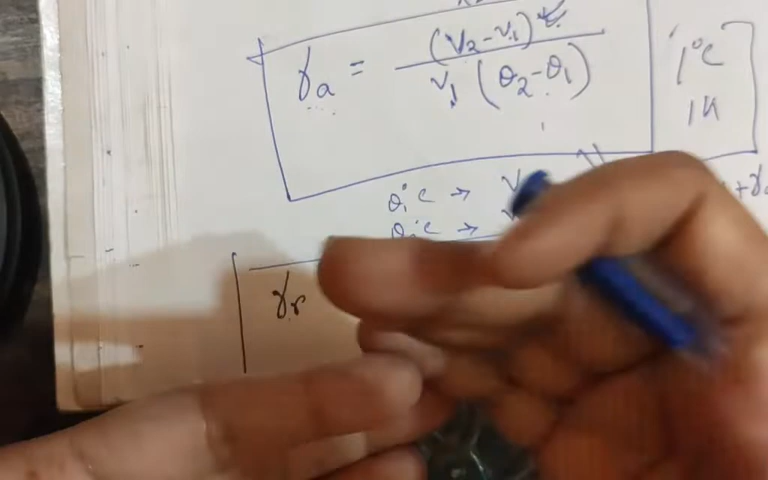 γa = (V2-V1) / V1 (θ2-θ1)
1°C
1K
θ1°C → V
θ2°C →
γr